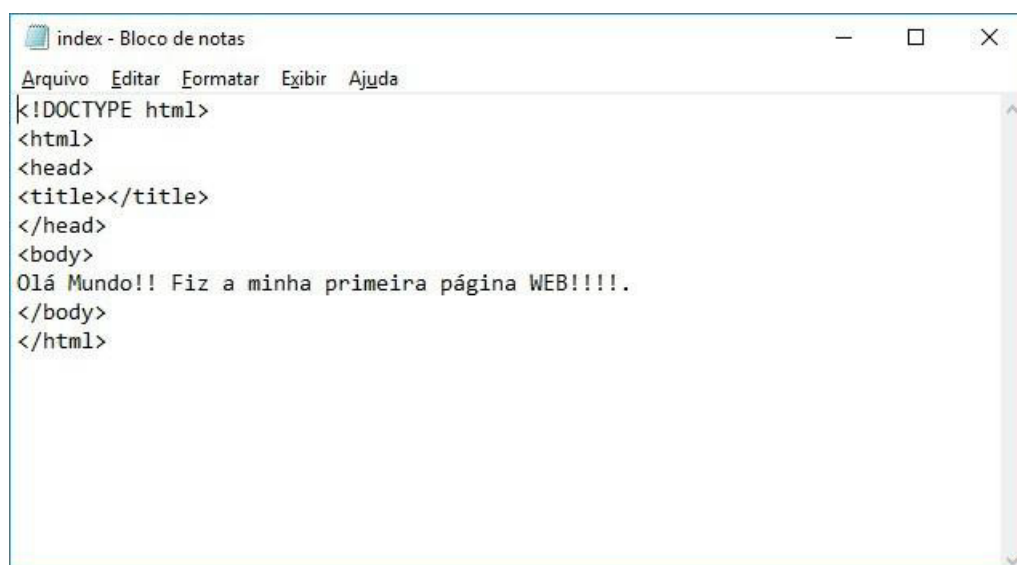 index - Bloco de notas
Arquivo Editar Formatar Exibir Ajuda
<!DOCTYPE html>
<html>
<head>
<title></title>
</head>
<body>
Olá Mundo!! Fiz a minha primeira página WEB!!!!.
</body>
</html>